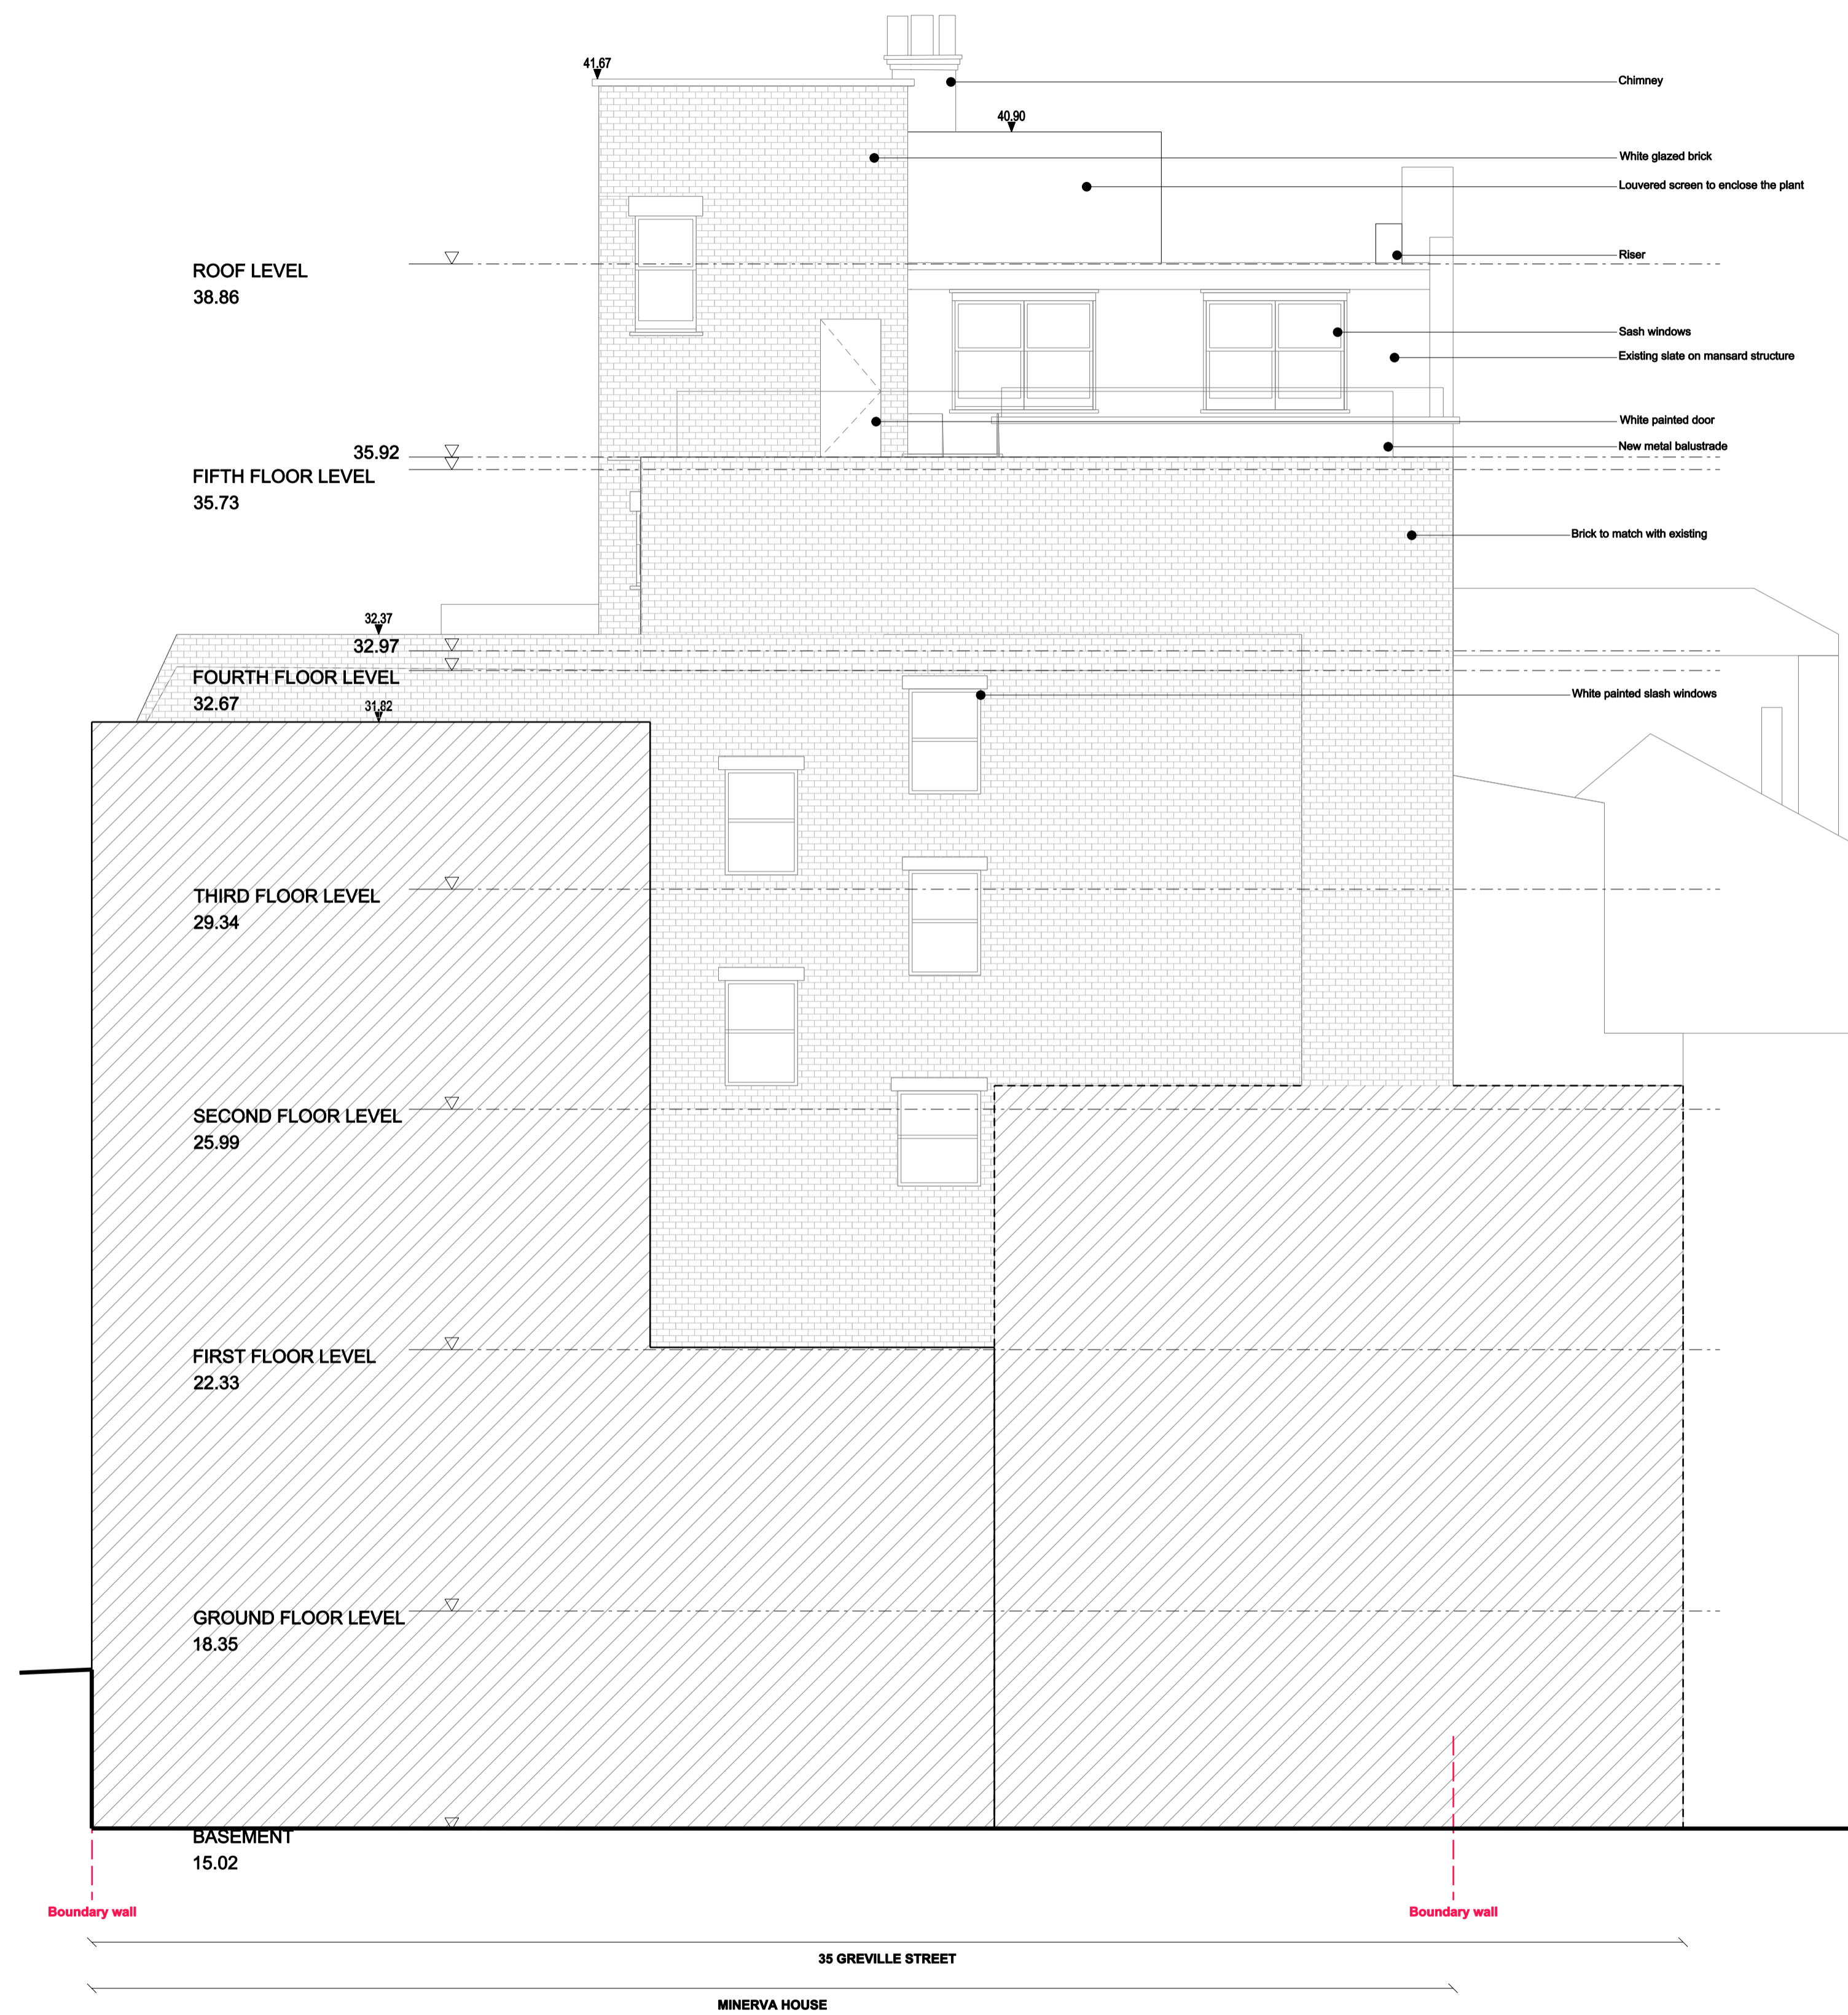 41.67
Chimney
40.90
White glazed brick
Louvered screen to enclose the plant
Riser
ROOF LEVEL
38.86
Sash windows
Existing slate on mansard structure
White painted door
New metal balustrade
35.92
FIFTH FLOOR LEVEL
35.73
Brick to match with existing
32.37
32.97
FOURTH FLOOR LEVEL
32.67
31.82
White painted slash windows
THIRD FLOOR LEVEL
29.34
SECOND FLOOR LEVEL
25.99
FIRST FLOOR LEVEL
22.33
GROUND FLOOR LEVEL
18.35
BASEMENT
15.02
Boundary wall
Boundary wall
35 GREVILLE STREET
MINERVA HOUSE